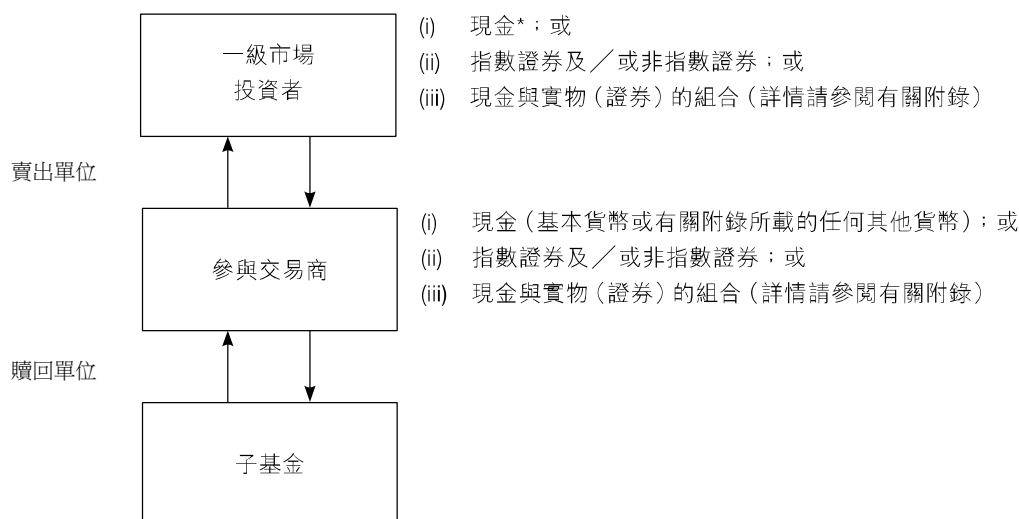 一級市場
投資者
(i) 現金*；或
(ii) 指數證券及／或非指數證券；或
(iii) 現金與實物（證券）的組合（詳情請參閱有關附錄）
賣出單位
參與交易商
(i) 現金（基本貨幣或有關附錄所載的任何其他貨幣）；或
(ii) 指數證券及／或非指數證券；或
(iii) 現金與實物（證券）的組合（詳情請參閱有關附錄）
贖回單位
子基金